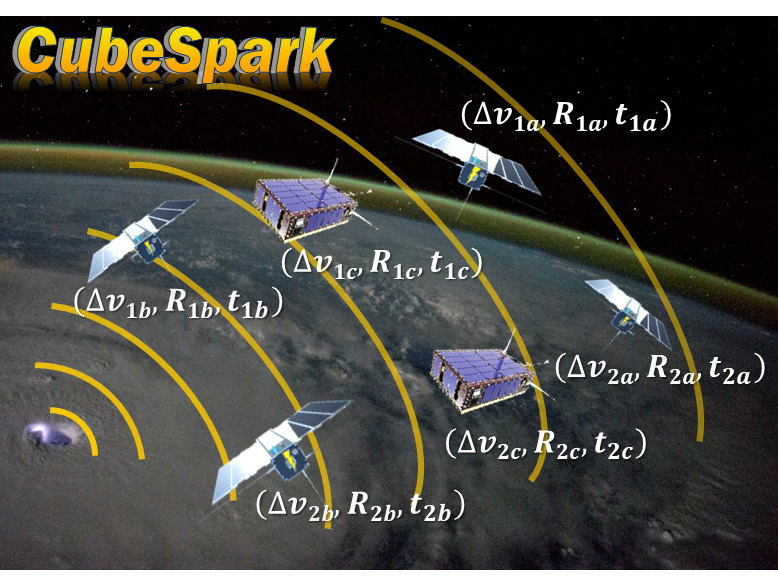 CubeSpark
(Δv₁ₐ, R₁ₐ, t₁ₐ)
(Δv₁c, R₁c, t₁c)
(Δv₁b, R₁b, t₁b)
(Δv₂ₐ, R₂ₐ, t₂ₐ)
(Δv₂c, R₂c, t₂c)
(Δv₂b, R₂b, t₂b)